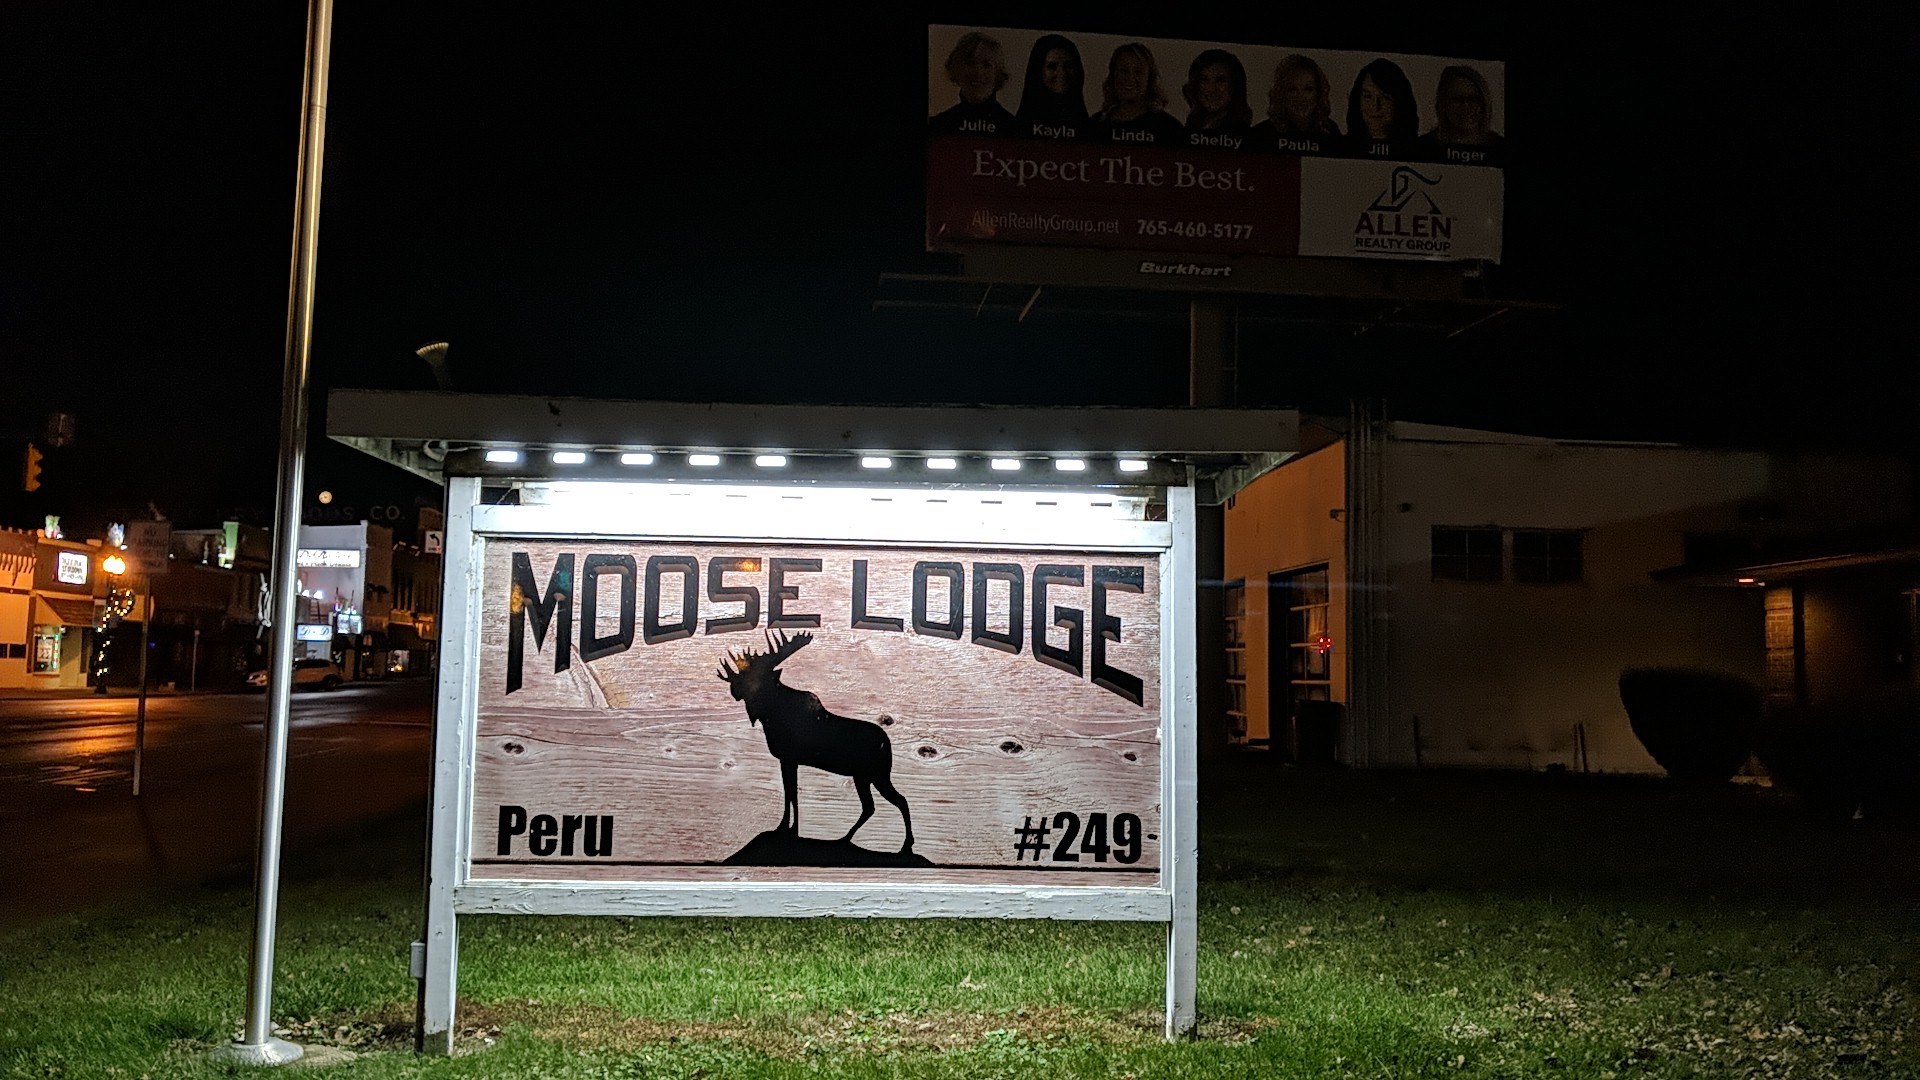 Julie Kayla Linda Shelby Paula Jill Inger
Expect The Best.
AllenRealtyGroup.net 765-460-5177
ALLEN
REALTY GROUP
Burkhart
MOOSE LODGE
Peru #249
CO.